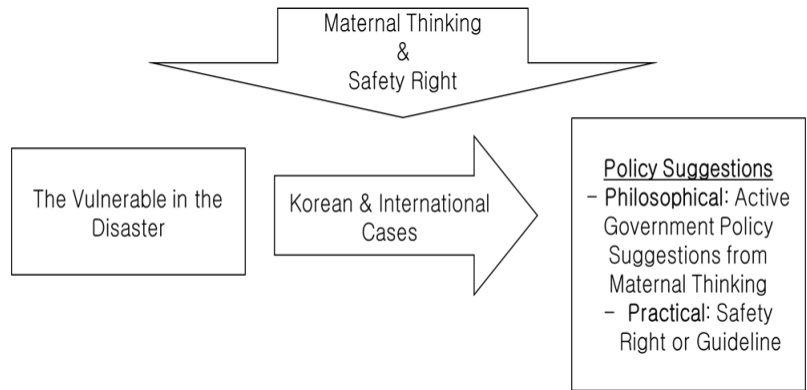 Maternal Thinking
&
Safety Right
The Vulnerable in the
Disaster
Korean & International
Cases
Policy Suggestions
- Philosophical: Active
Government Policy
Suggestions from
Maternal Thinking
- Practical: Safety
Right or Guideline